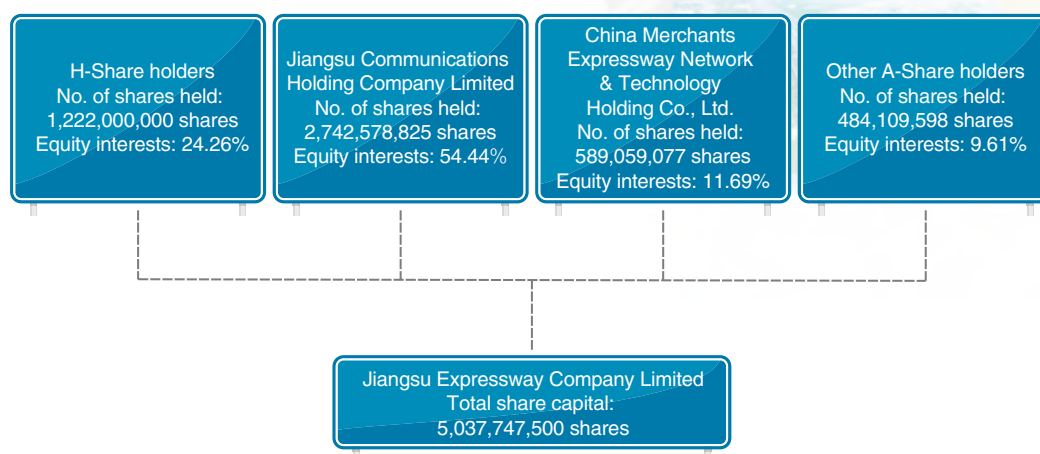 H-Share holders
No. of shares held:
1,222,000,000 shares
Equity interests: 24.26%
Jiangsu Communications
Holding Company Limited
No. of shares held:
2,742,578,825 shares
Equity interests: 54.44%
China Merchants
Expressway Network
& Technology
Holding Co., Ltd.
No. of shares held:
589,059,077 shares
Equity interests: 11.69%
Other A-Share holders
No. of shares held:
484,109,598 shares
Equity interests: 9.61%
Jiangsu Expressway Company Limited
Total share capital:
5,037,747,500 shares